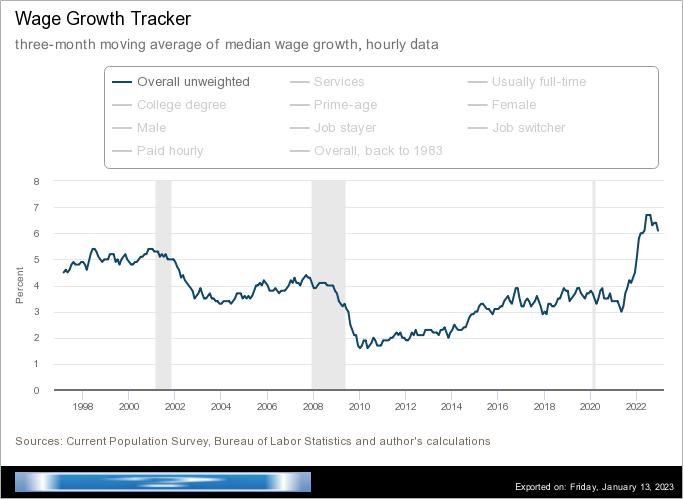 Wage Growth Tracker
three-month moving average of median wage growth, hourly data
Overall unweighted Services Usually full-time
College degree Prime-age Female
Male Job stayer Job switcher
Paid hourly Overall, back to 1983
8
7
6
5
4
3
2
1
0
Percent
1998 2000 2002 2004 2006 2008 2010 2012 2014 2016 2018 2020 2022
Sources: Current Population Survey, Bureau of Labor Statistics and author's calculations
Exported on: Friday, January 13, 2023